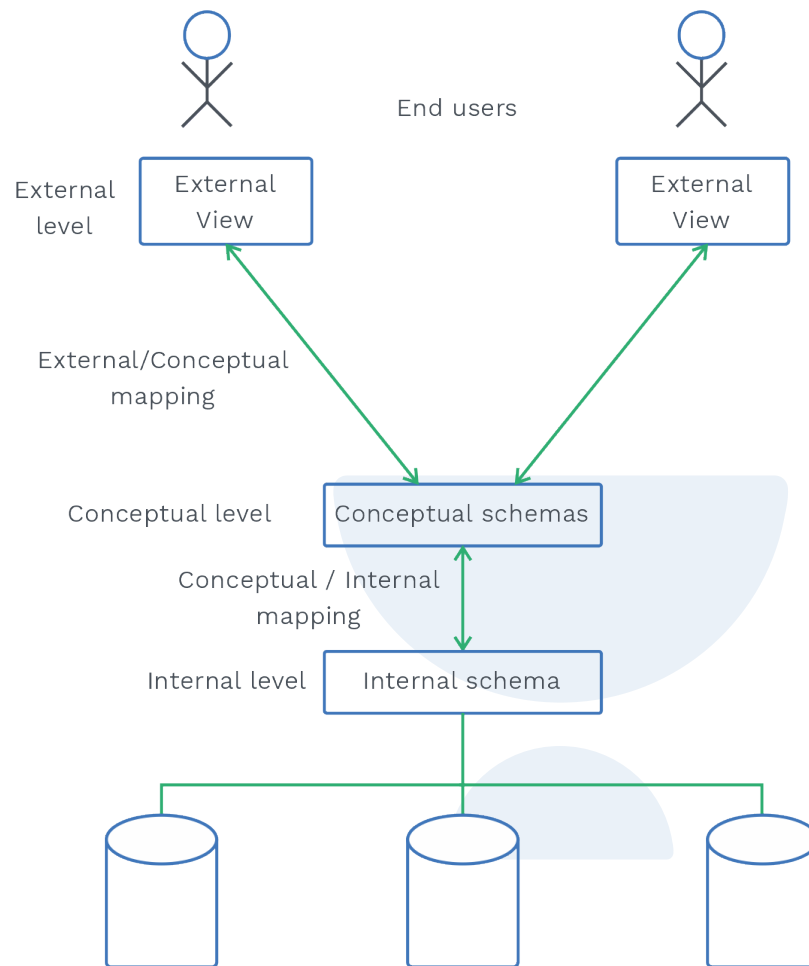 End users
External
level
External
View
External
View
External/Conceptual
mapping
Conceptual level
Conceptual schemas
Conceptual / Internal
mapping
Internal level
Internal schema